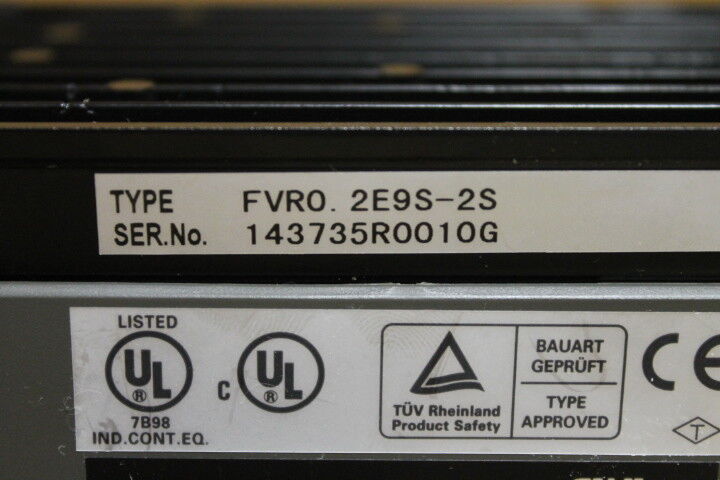 TYPE FVR0. 2E9S-2S
SER.No. 143735R0010G
LISTED
UL ®
7B98
IND.CONT.EQ.
C UL ®
TÜV Rheinland
Product Safety
BAUART
GEPRÜFT
TYPE
APPROVED
CE
T